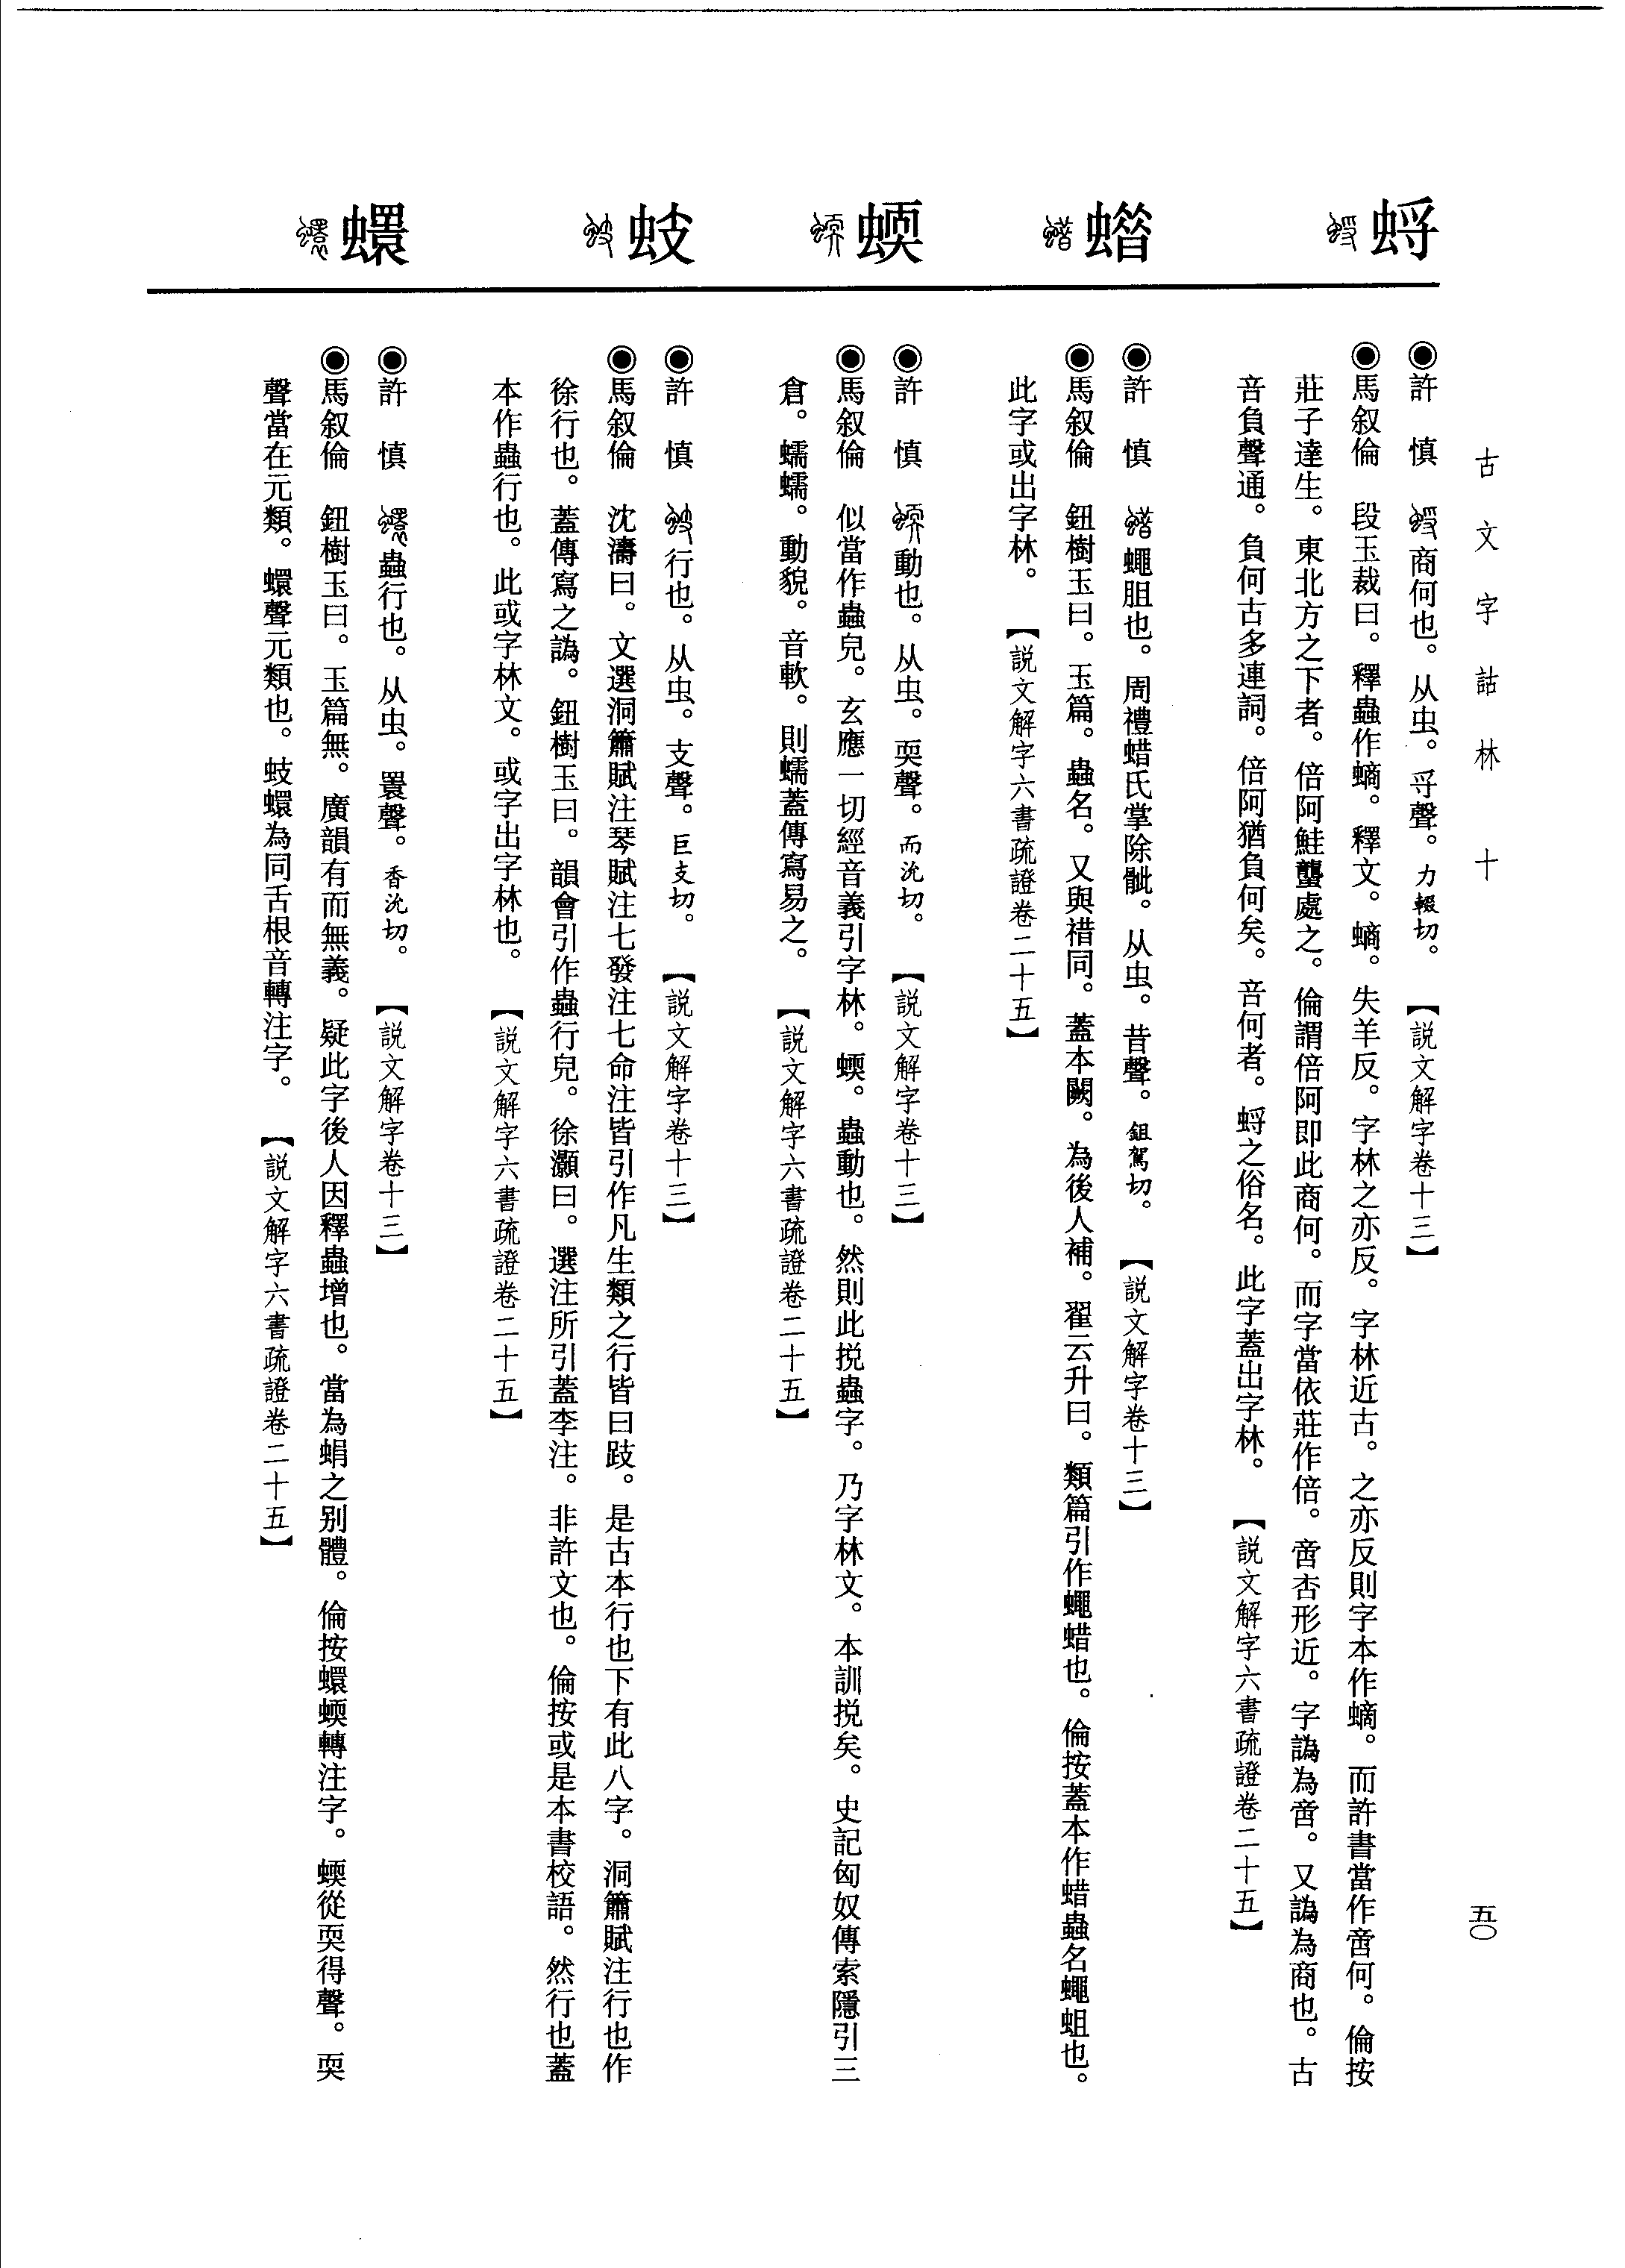 古文字詁林　十
五〇
蛶
◉許　慎　商何也。从虫。寽聲。力輟切。　【説文解字卷十三】
◉馬叙倫　段玉裁曰。釋蟲作螪。釋文。螪。失羊反。字林之亦反。字林近古。之亦反則字本作螪。而許書當作啻何。倫按
莊子達生。東北方之下者。倍阿鮭蠪處之。倫謂倍阿即此商何。而字當依莊作倍。啻咅形近。字譌為啻。又譌為商也。古
音負聲通。負何古多連詞。倍阿猶負何矣。音何者。蛶之俗名。此字蓋出字林。　【説文解字六書疏證卷二十五】
蜡
◉許　慎　蠅胆也。周禮蜡氏掌除骴。从虫。昔聲。鉏駕切。　【説文解字卷十三】
◉馬叙倫　鈕樹玉曰。玉篇。蟲名。又與䄍同。蓋本闕。為後人補。翟云升曰。類篇引作蠅蜡也。倫按蓋本作蜡蟲名蠅蛆也。
此字或出字林。　【説文解字六書疏證卷二十五】
蝡
◉許　慎　動也。从虫。耎聲。而沇切。　【説文解字卷十三】
◉馬叙倫　似當作蟲皃。玄應一切經音義引字林。蝡。蟲動也。然則此捝蟲字。乃字林文。本訓捝矣。史記匈奴傳索隱引三
倉。蠕蠕。動貌。音軟。則蠕蓋傳寫易之。　【説文解字六書疏證卷二十五】
蚑
◉許　慎　行也。从虫。支聲。巨支切。　【説文解字卷十三】
◉馬叙倫　沈濤曰。文選洞簫賦注琴賦注七發注七命注皆引作凡生類之行皆曰蚑。是古本行也下有此八字。洞簫賦注行也作
徐行也。蓋傳寫之譌。鈕樹玉曰。韻會引作蟲行皃。徐灝曰。選注所引蓋李注。非許文也。倫按或是本書校語。然行也蓋
本作蟲行也。此或字林文。或字出字林也。　【説文解字六書疏證卷二十五】
蠉
◉許　慎　蟲行也。从虫。瞏聲。香沇切。　【説文解字卷十三】
◉馬叙倫　鈕樹玉曰。玉篇無。廣韻有而無義。疑此字後人因釋蟲增也。當為蜎之別體。倫按蠉蝡轉注字。蝡從耎得聲。耎
聲當在元類。蠉聲元類也。蚑蠉為同舌根音轉注字。　【説文解字六書疏證卷二十五】